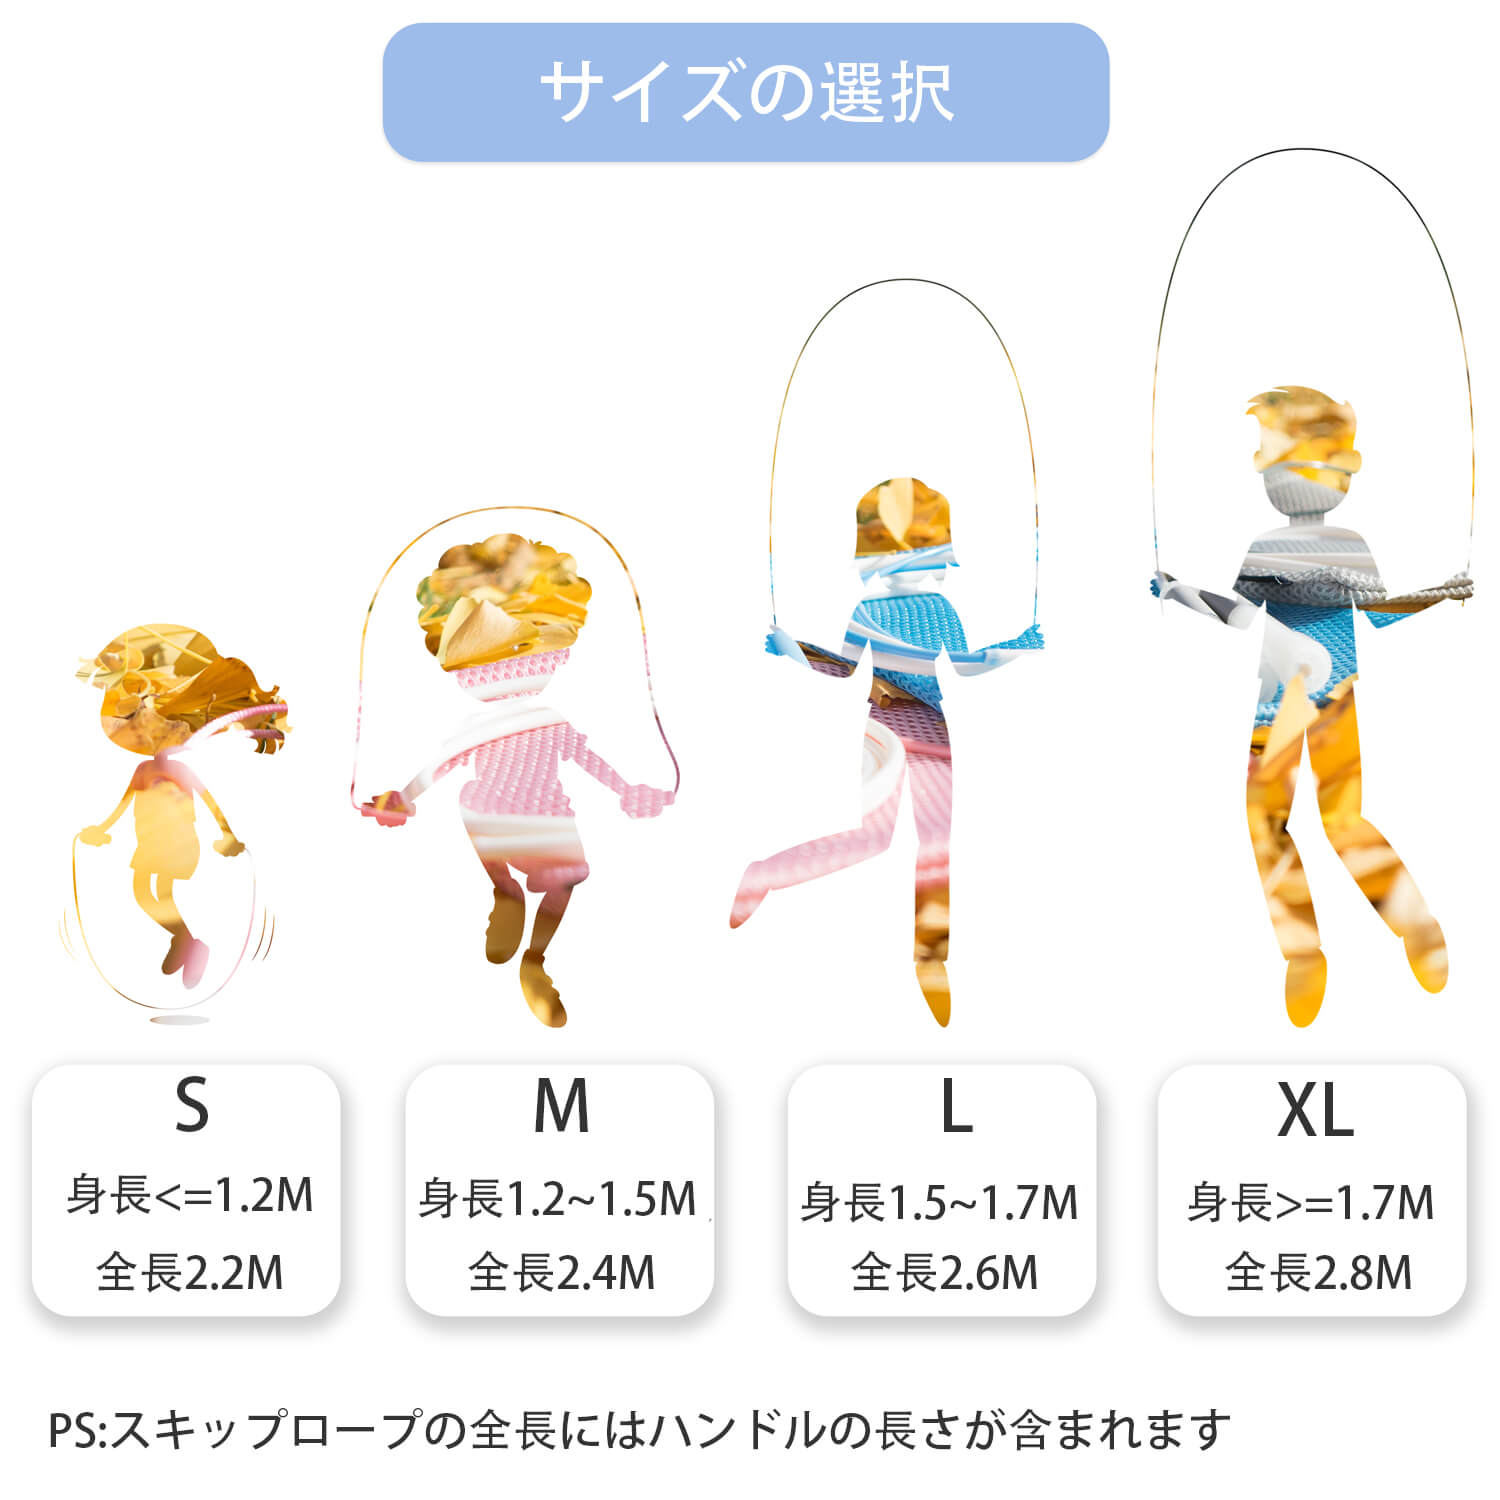 サイズの選択
S
身長<=1.2M
全長2.2M
M
身長1.2~1.5M
全長2.4M
L
身長1.5~1.7M
全長2.6M
XL
身長>=1.7M
全長2.8M
PS:スキップロープの全長にはハンドルの長さが含まれます